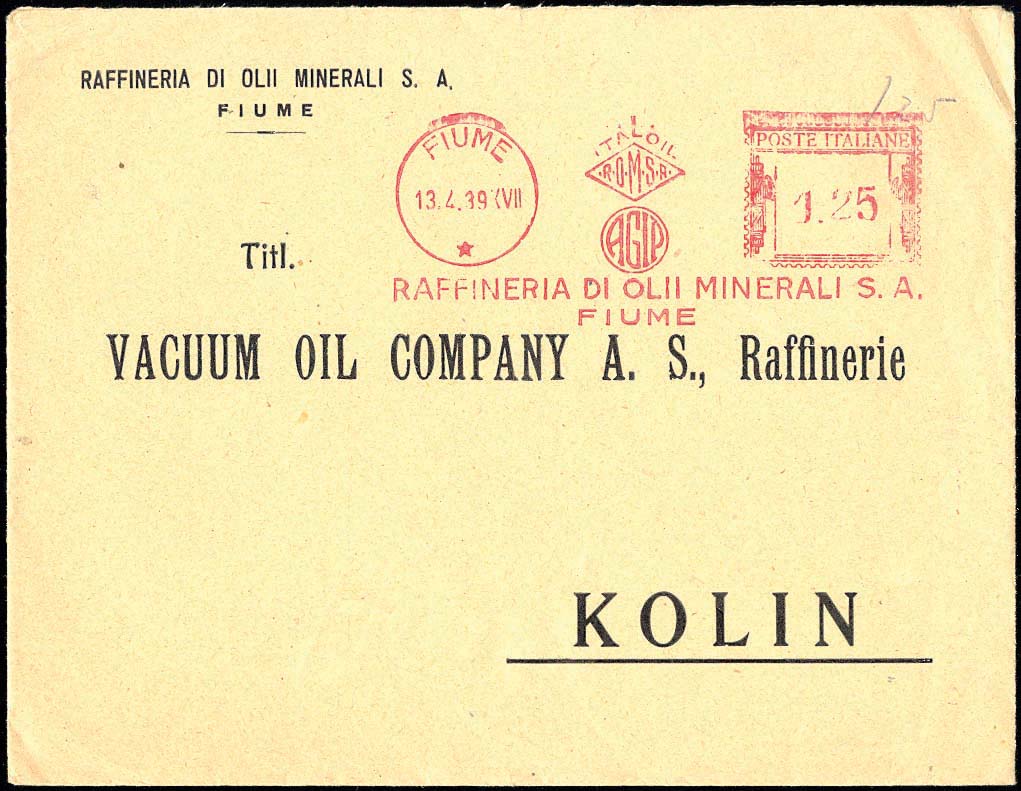 RAFFINERIA DI OLII MINERALI S. A.
FIUME
125
FIUME
13.4.39 XVII
ITALOIL
R.O.M.S.A.
AGIP
POSTE ITALIANE
1.25
RAFFINERIA DI OLII MINERALI S. A.
FIUME
Titl.
VACUUM OIL COMPANY A. S., Raffinerie
KOLIN